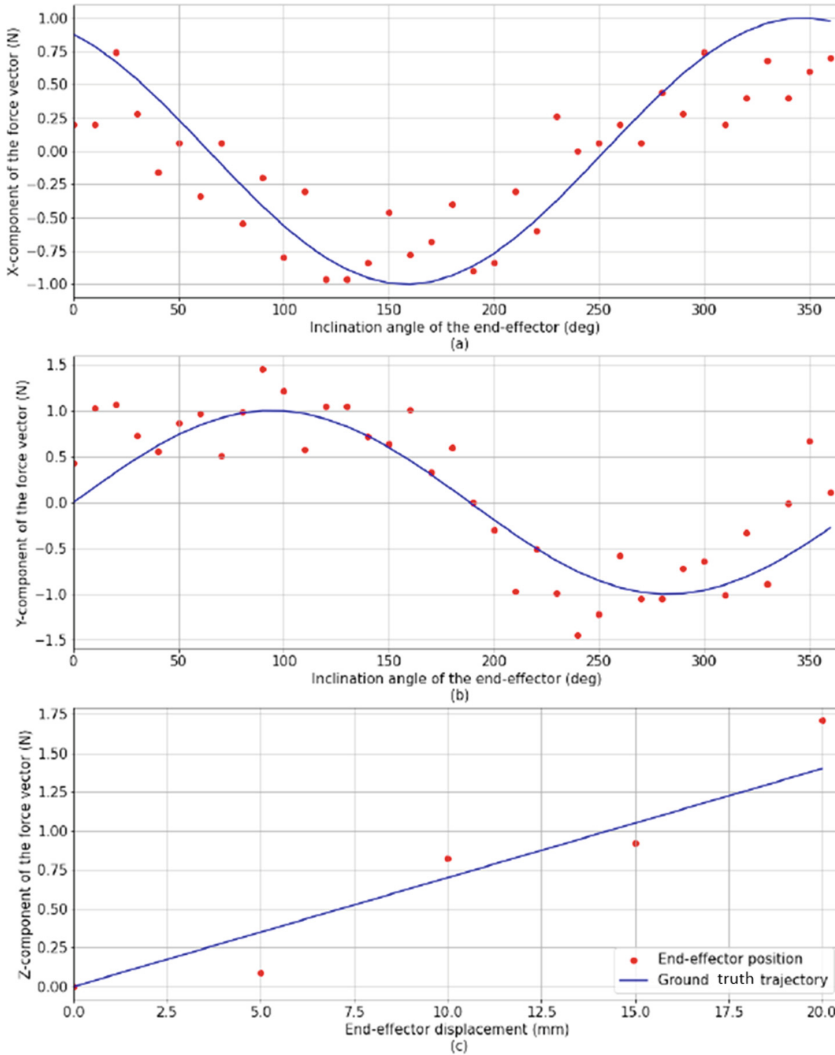 1.00
0.75
0.50
0.25
0.00
−0.25
−0.50
−0.75
−1.00
X-component of the force vector (N)
0 50 100 150 200 250 300 350
Inclination angle of the end-effector (deg)
(a)
1.5
1.0
0.5
0.0
−0.5
−1.0
−1.5
Y-component of the force vector (N)
0 50 100 150 200 250 300 350
Inclination angle of the end-effector (deg)
(b)
1.75
1.50
1.25
1.00
0.75
0.50
0.25
0.00
Z-component of the force vector (N)
End-effector position
Ground truth trajectory
0.0 2.5 5.0 7.5 10.0 12.5 15.0 17.5 20.0
End-effector displacement (mm)
(c)